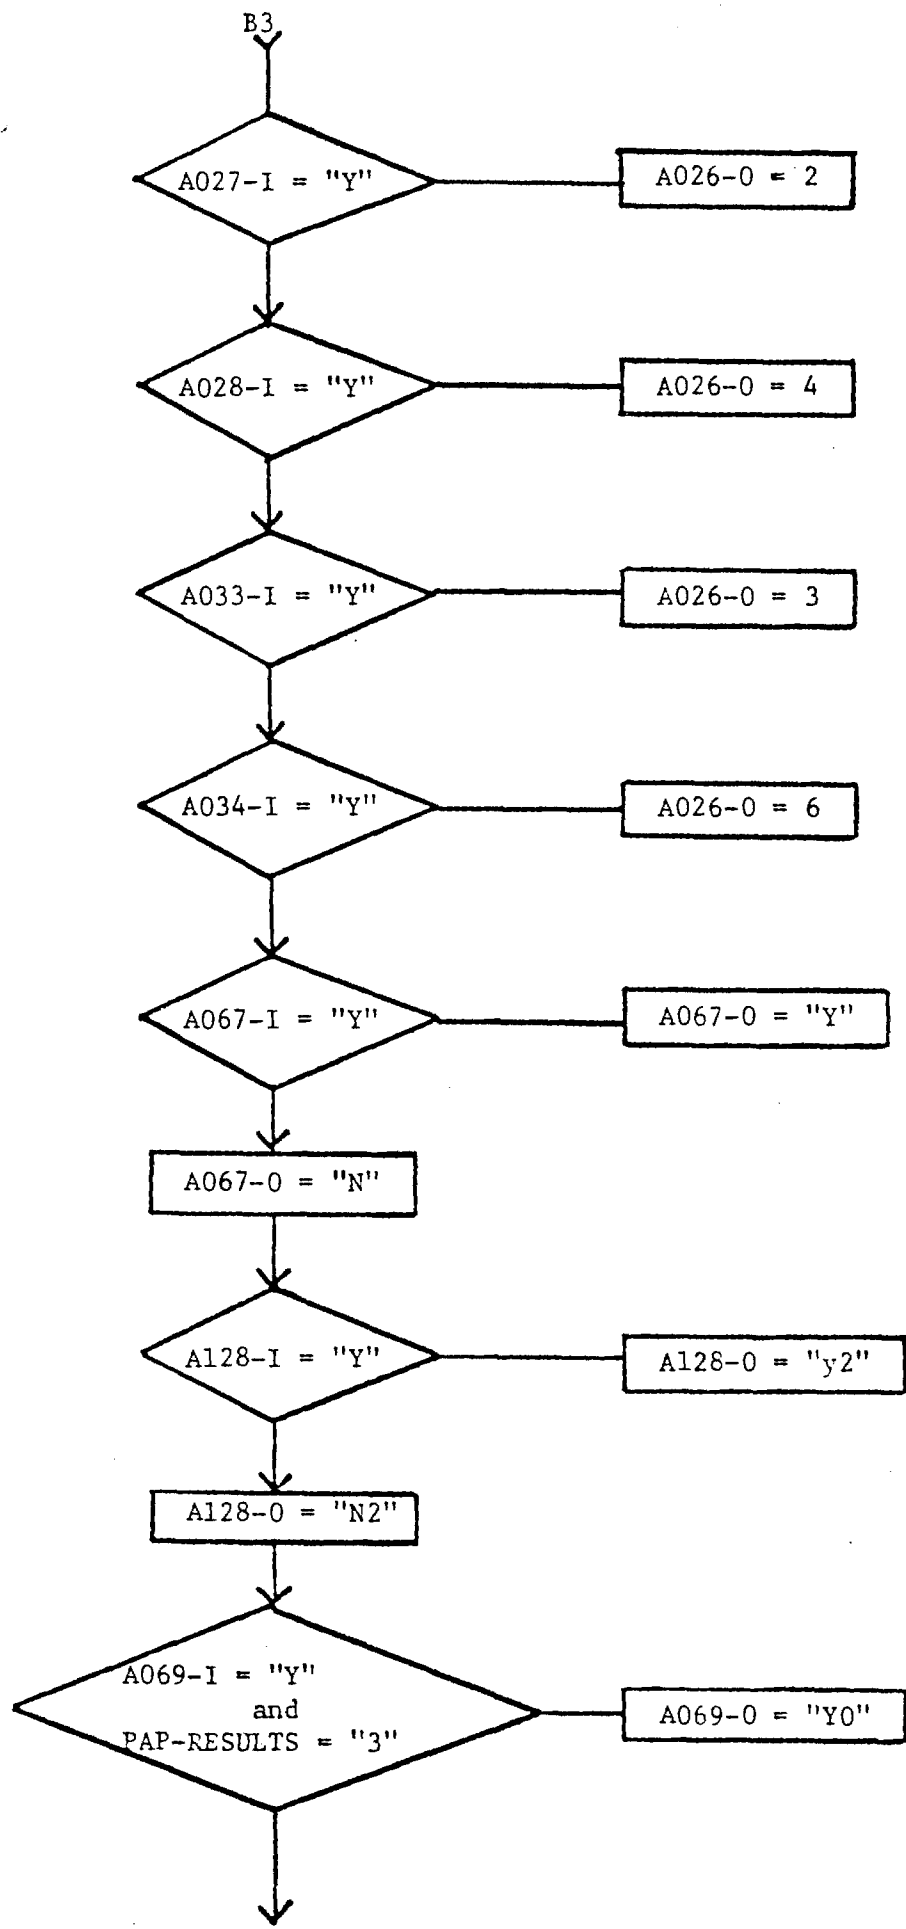 B3
A027-I = "Y"
A026-0 = 2
A028-I = "Y"
A026-0 = 4
A033-I = "Y"
A026-0 = 3
A034-I = "Y"
A026-0 = 6
A067-I = "Y"
A067-0 = "Y"
A067-0 = "N"
A128-I = "Y"
A128-0 = "y2"
A128-0 = "N2"
A069-I = "Y"
and
PAP-RESULTS = "3"
A069-0 = "Y0"